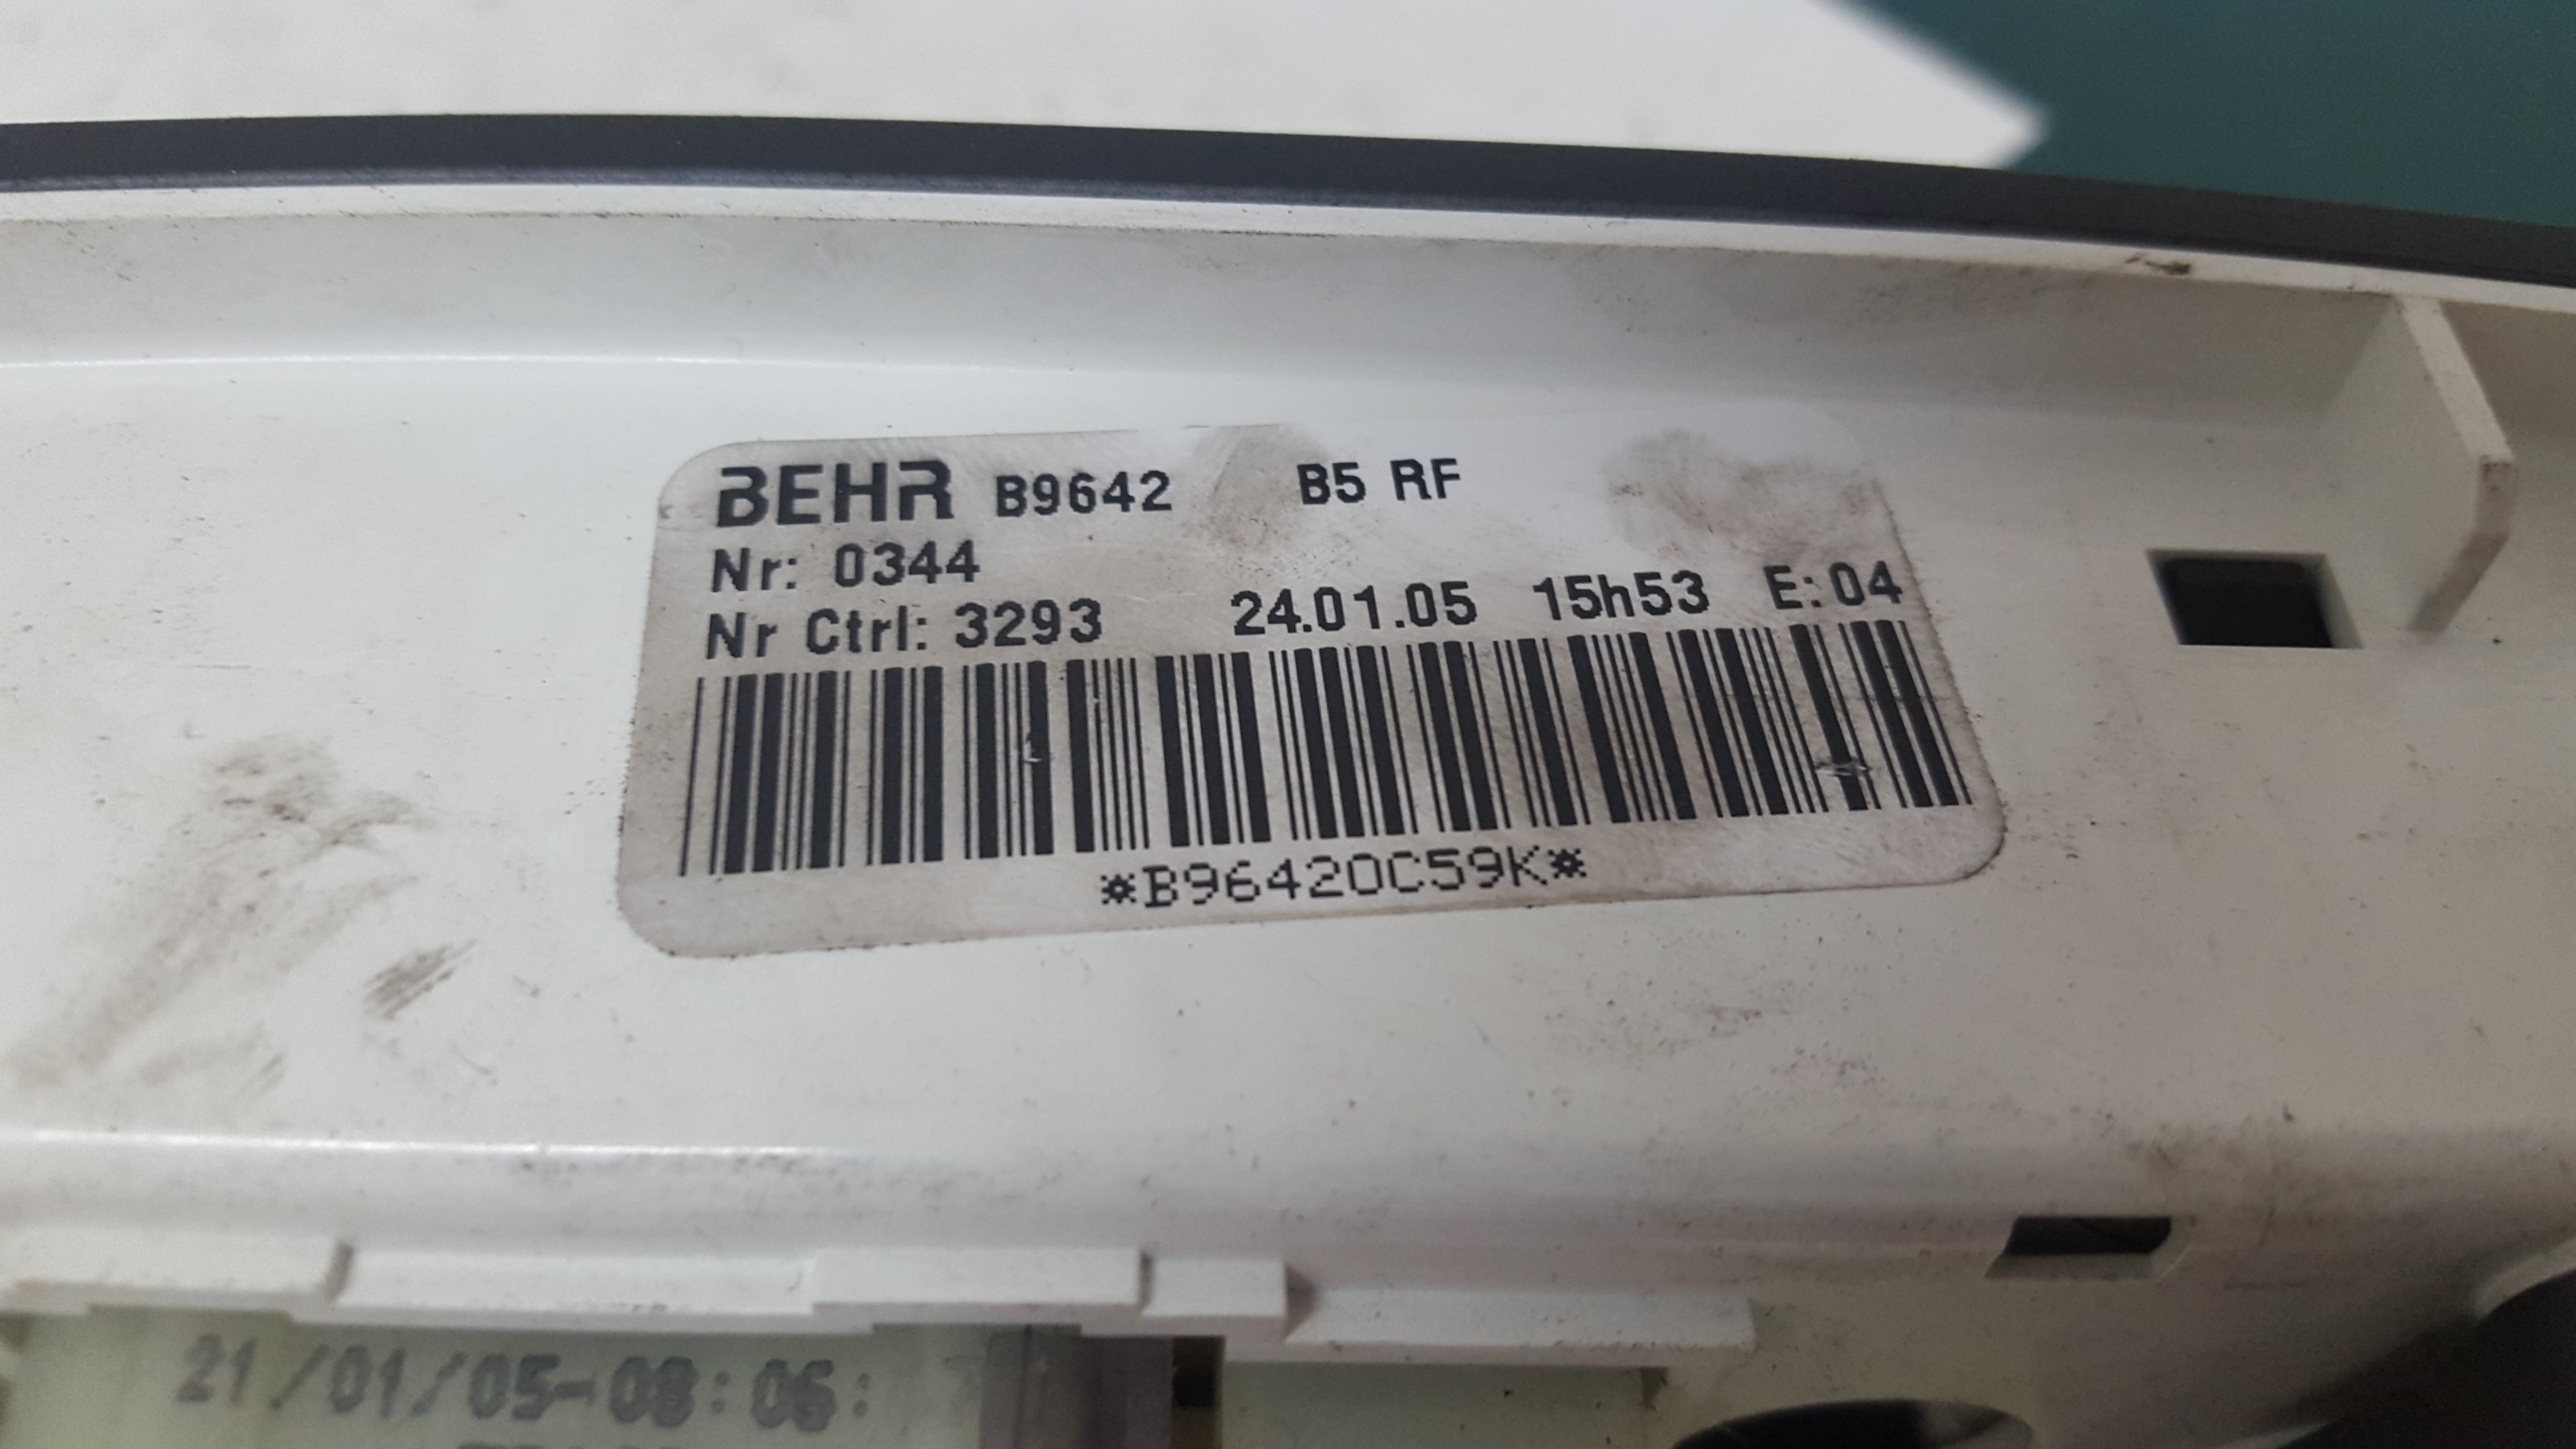 BEHR B9642 B5 RF
Nr: 0344
Nr Ctrl: 3293 24.01.05 15h53 E:04
*B96420C59K*
21/01/05-08:06: